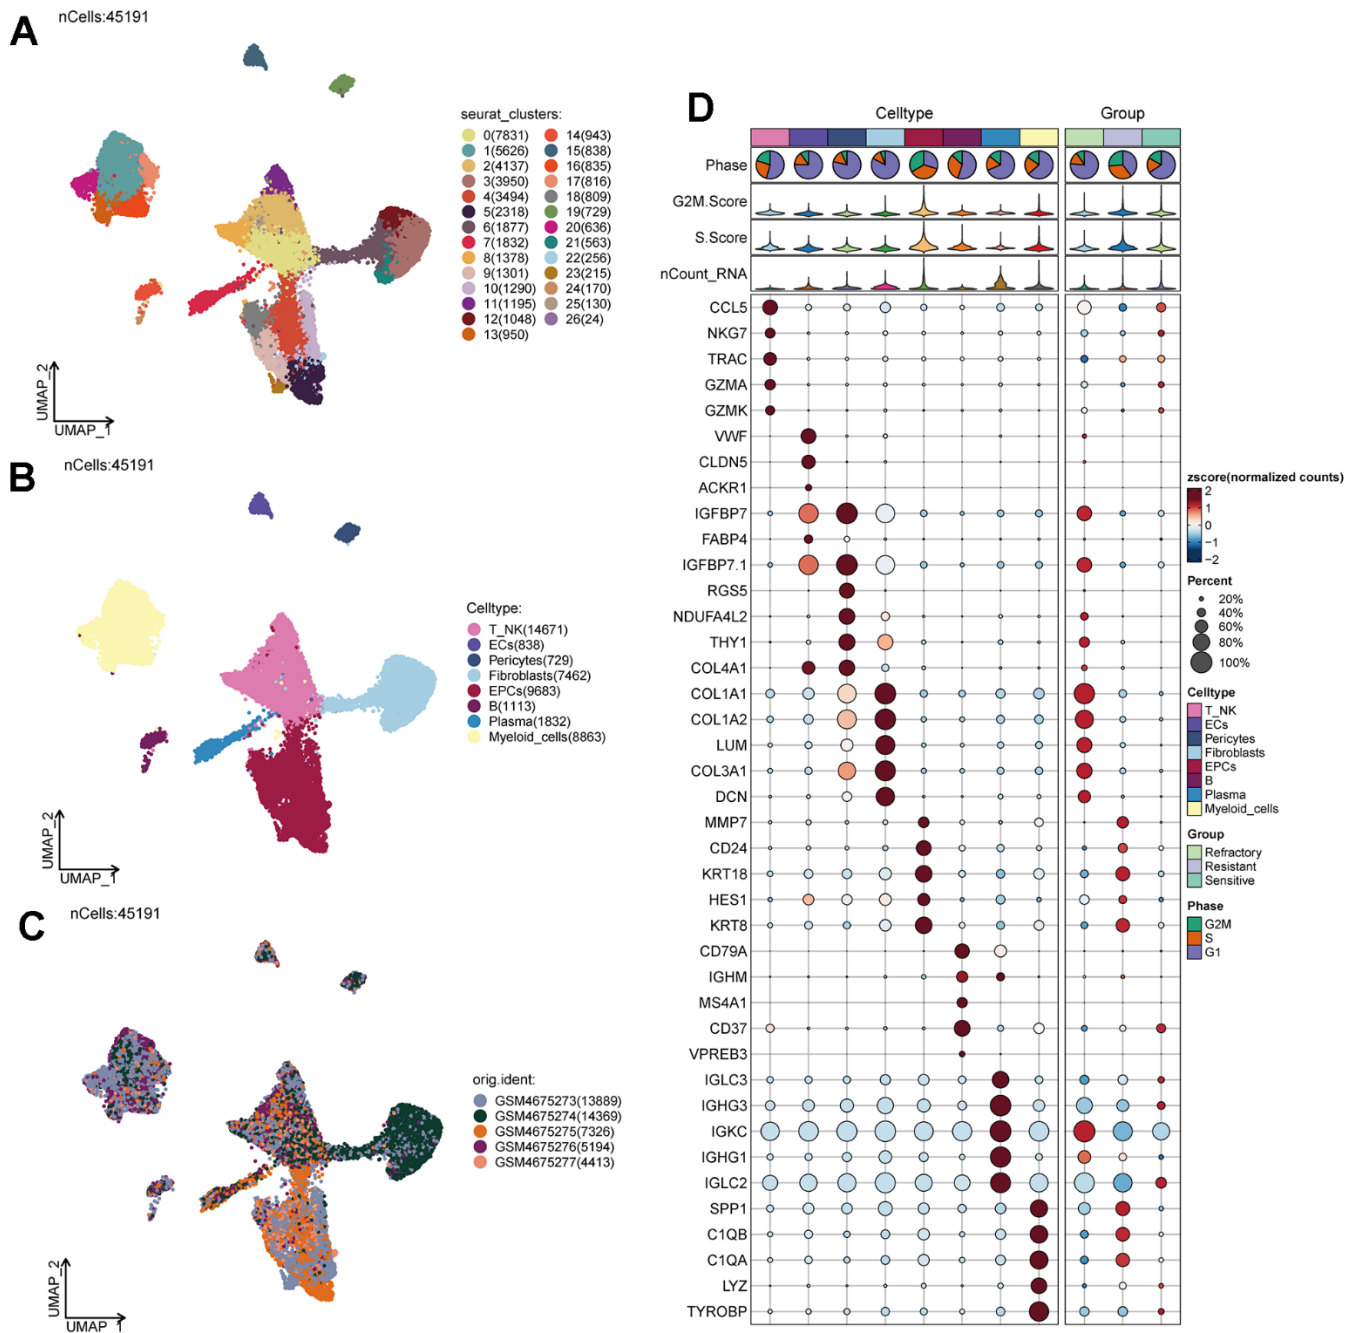 A
nCells:45191
seurat_clusters:
0(7831)
1(5626)
2(4137)
3(3950)
4(3494)
5(2318)
6(1877)
7(1832)
8(1378)
9(1301)
10(1290)
11(1195)
12(1048)
13(950)
14(943)
15(838)
16(835)
17(816)
18(809)
19(729)
20(636)
21(563)
22(256)
23(215)
24(170)
25(130)
26(24)
UMAP_2
UMAP_1
B
nCells:45191
Celltype:
T_NK(14671)
ECs(838)
Pericytes(729)
Fibroblasts(7462)
EPCs(9683)
B(1113)
Plasma(1832)
Myeloid_cells(8863)
UMAP_2
UMAP_1
C
nCells:45191
orig.ident:
GSM4675273(13889)
GSM4675274(14369)
GSM4675275(7326)
GSM4675276(5194)
GSM4675277(4413)
UMAP_2
UMAP_1
D
Celltype
Group
Phase
G2M.Score
S.Score
nCount_RNA
CCL5
NKG7
TRAC
GZMA
GZMK
VWF
CLDN5
ACKR1
IGFBP7
FABP4
IGFBP7.1
RGS5
NDUFA4L2
THY1
COL4A1
COL1A1
COL1A2
LUM
COL3A1
DCN
MMP7
CD24
KRT18
HES1
KRT8
CD79A
IGHM
MS4A1
CD37
VPREB3
IGLC3
IGHG3
IGKC
IGHG1
IGLC2
SPP1
C1QB
C1QA
LYZ
TYROBP
zscore(normalized counts)
2
1
0
−1
−2
Percent
20%
40%
60%
80%
100%
Celltype
T_NK
ECs
Pericytes
Fibroblasts
EPCs
B
Plasma
Myeloid_cells
Group
Refractory
Resistant
Sensitive
Phase
G2M
S
G1